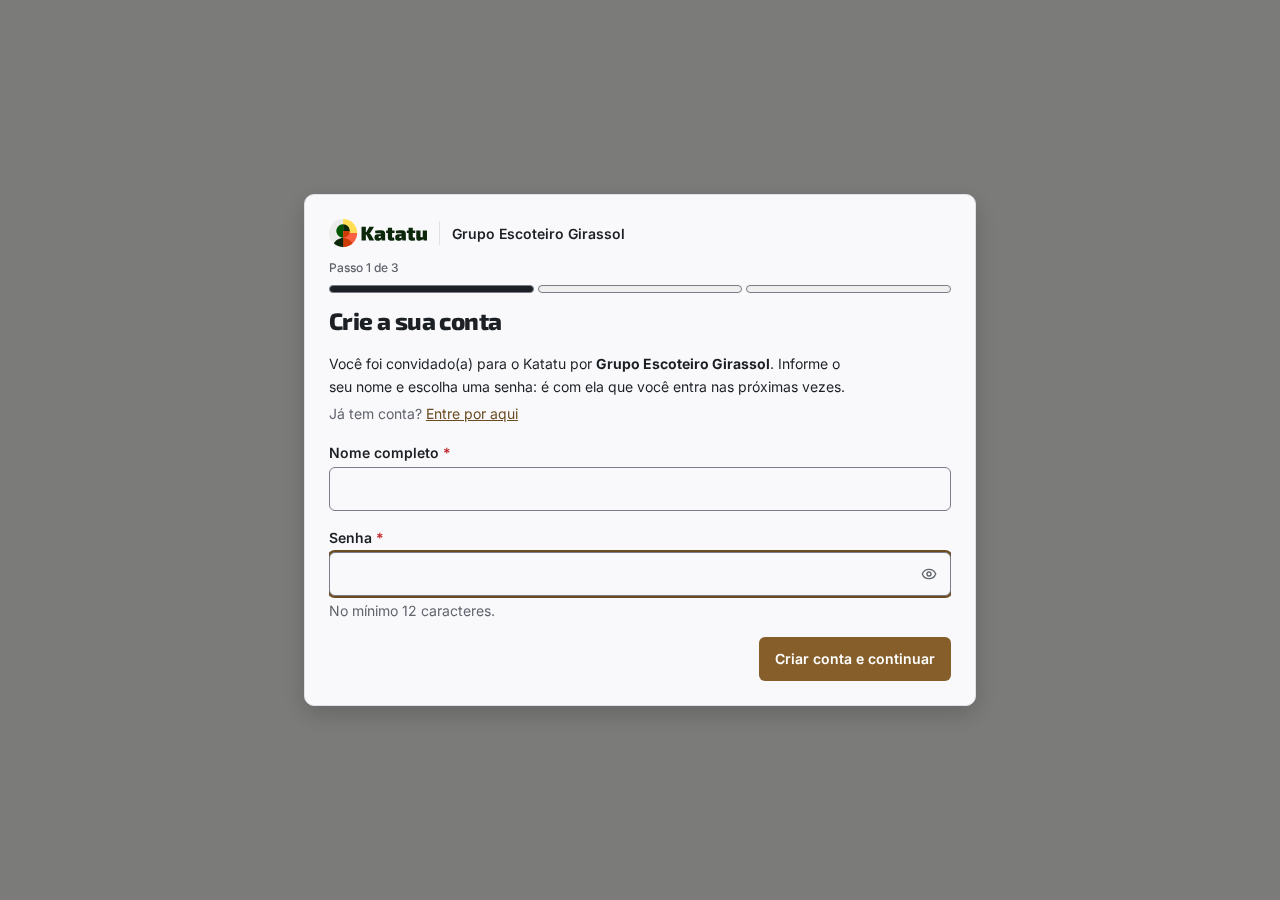 Katatu
Grupo Escoteiro Girassol
Passo 1 de 3
Crie a sua conta
Você foi convidado(a) para o Katatu por Grupo Escoteiro Girassol. Informe o
seu nome e escolha uma senha: é com ela que você entra nas próximas vezes.
Já tem conta? Entre por aqui
Nome completo *
Senha *
No mínimo 12 caracteres.
Criar conta e continuar